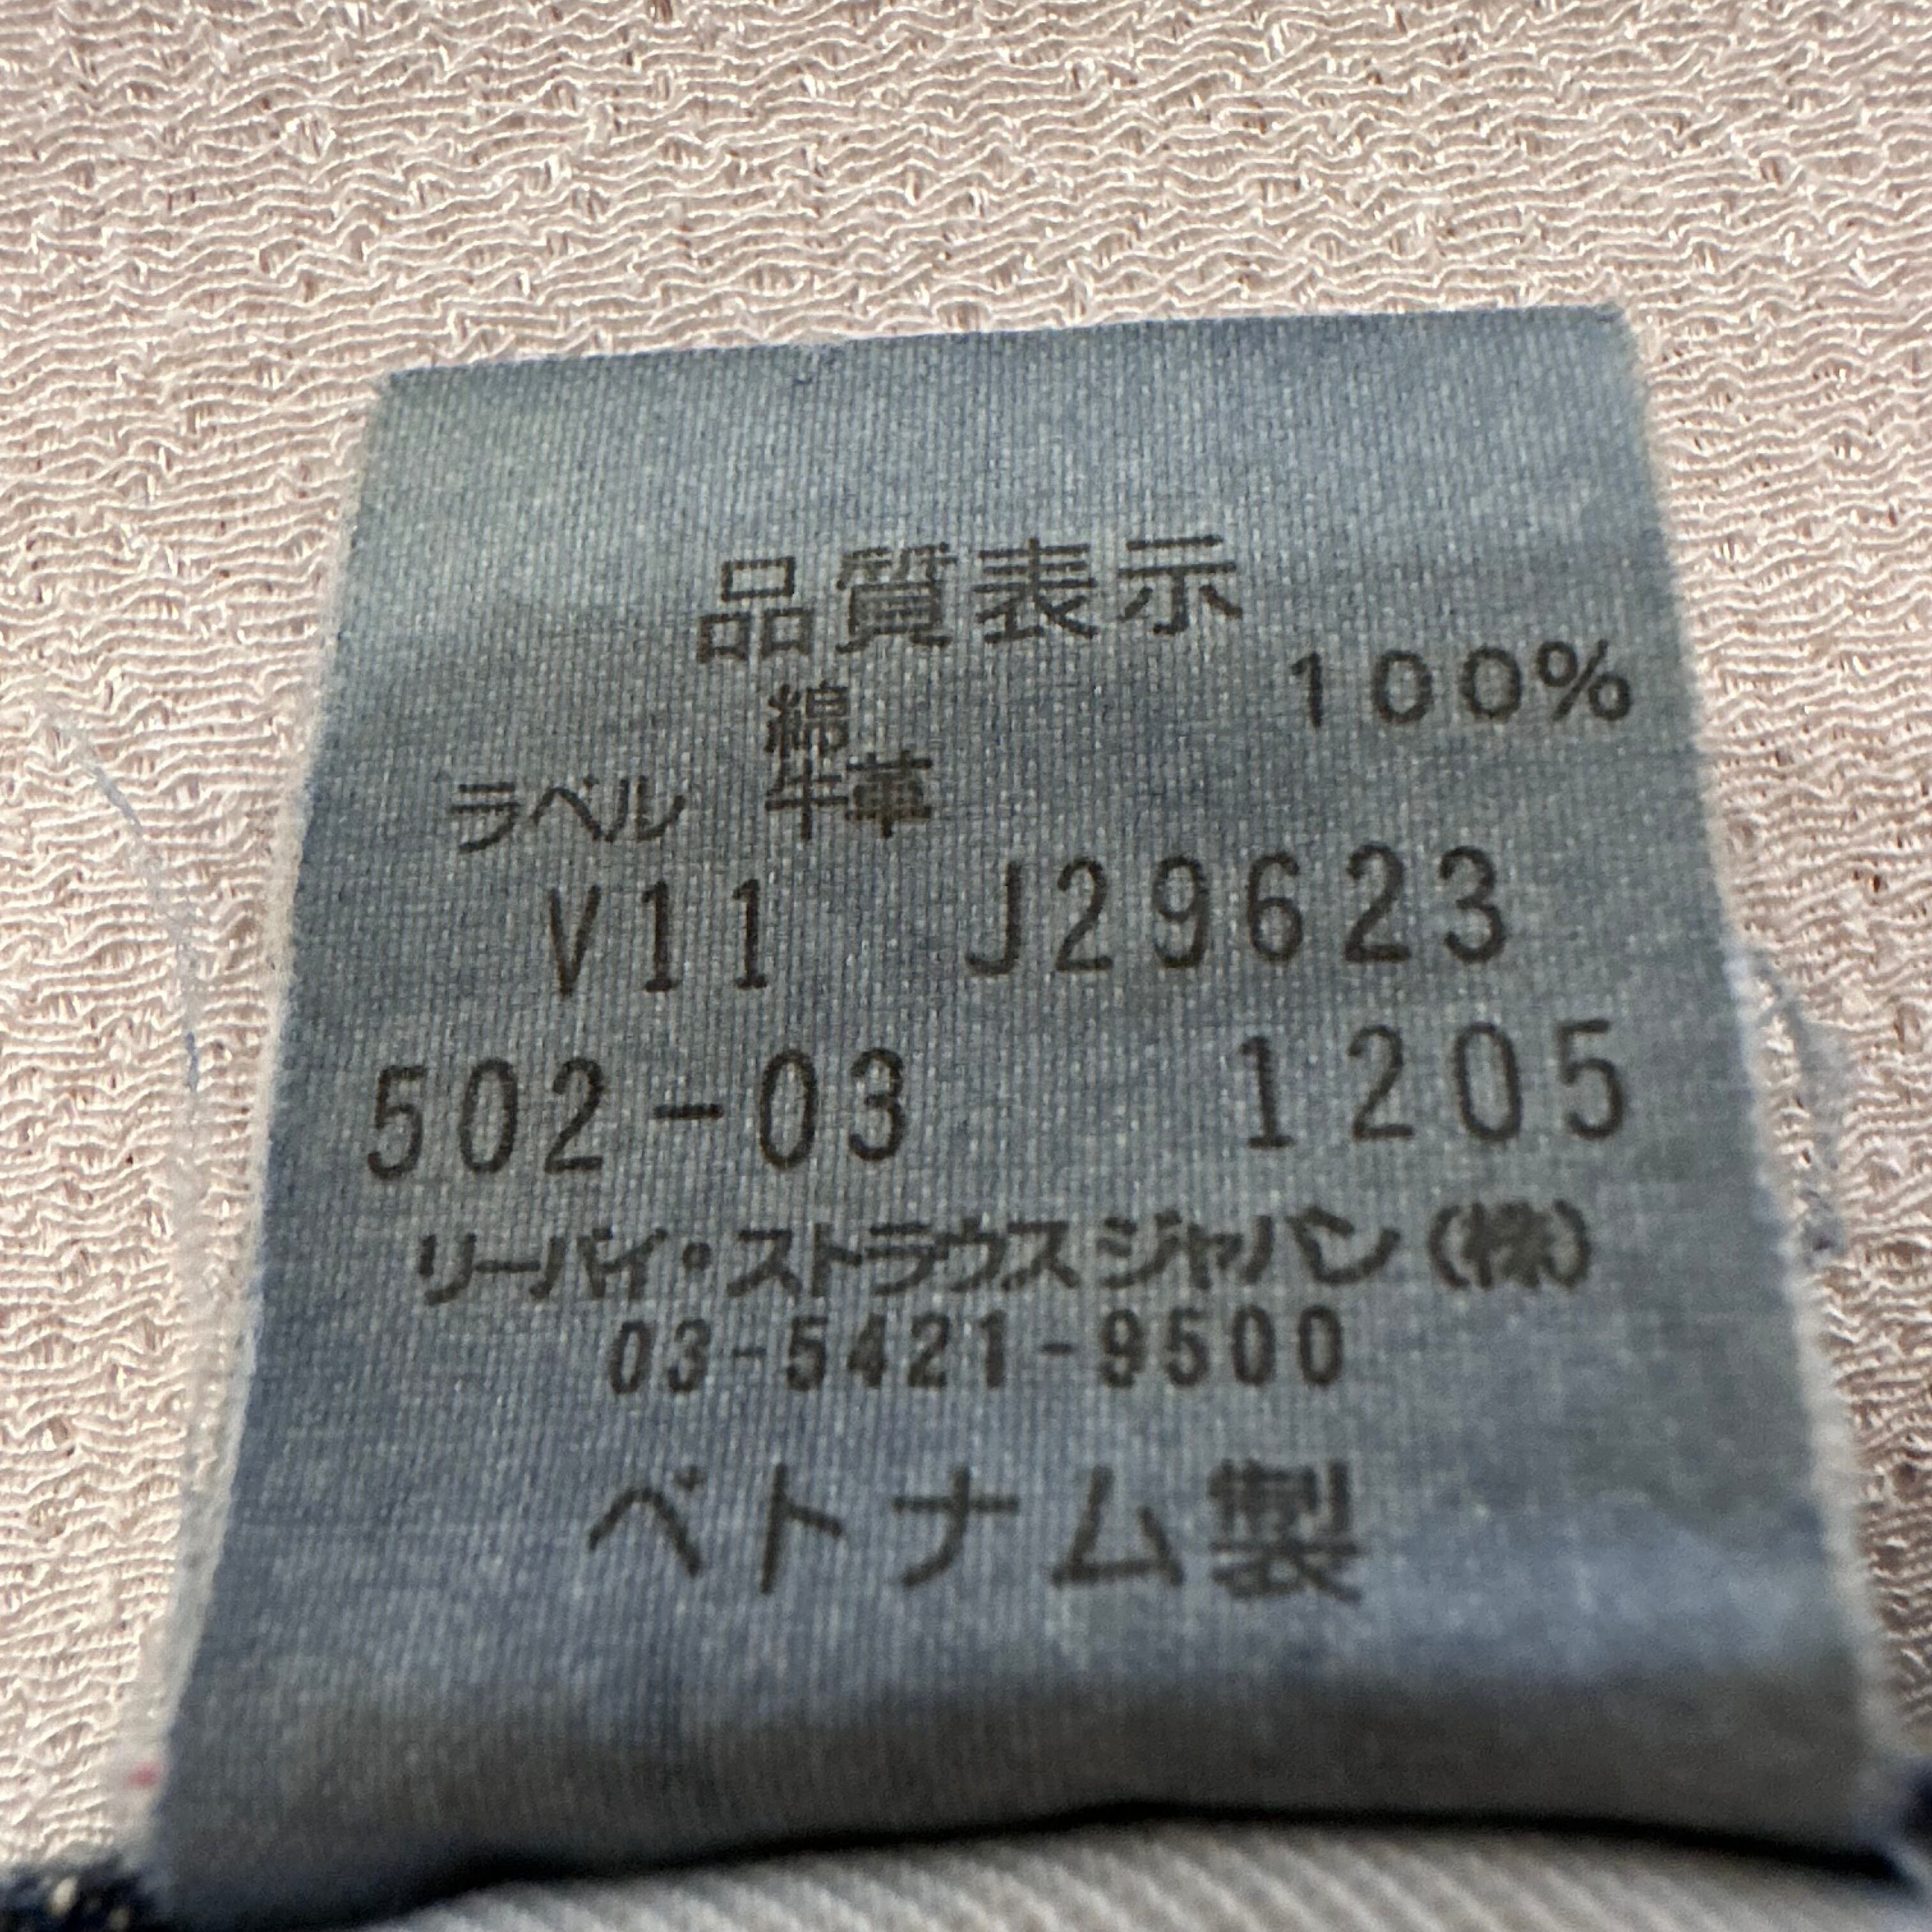 品質表示
綿 100%
ラベル 牛革
V11 J29623
502-03 1205
リーバイ・ストラウス ジャパン(株)
03-5421-9500
ベトナム製